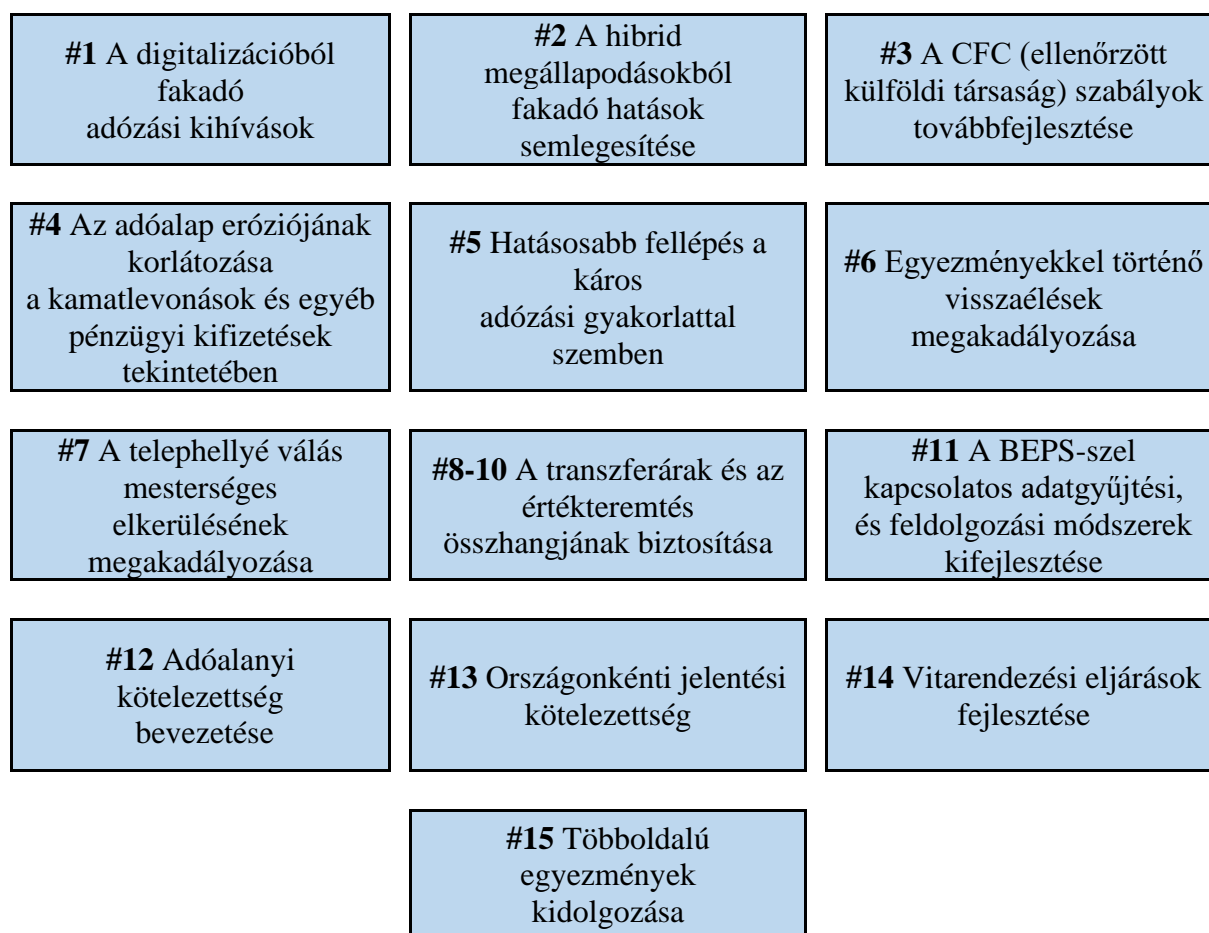 #1 A digitalizációból
fakadó
adózási kihívások
#2 A hibrid
megállapodásokból
fakadó hatások
semlegesítése
#3 A CFC (ellenőrzött
külföldi társaság) szabályok
továbbfejlesztése
#4 Az adóalap eróziójának
korlátozása
a kamatlevonások és egyéb
pénzügyi kifizetések
tekintetében
#5 Hatásosabb fellépés a
káros
adózási gyakorlattal
szemben
#6 Egyezményekkel történő
visszaélések
megakadályozása
#7 A telephellyé válás
mesterséges
elkerülésének
megakadályozása
#8-10 A transzferárak és az
értékteremtés
összhangjának biztosítása
#11 A BEPS-szel
kapcsolatos adatgyűjtési,
és feldolgozási módszerek
kifejlesztése
#12 Adóalanyi
kötelezettség
bevezetése
#13 Országonkénti jelentési
kötelezettség
#14 Vitarendezési eljárások
fejlesztése
#15 Többoldalú
egyezmények
kidolgozása